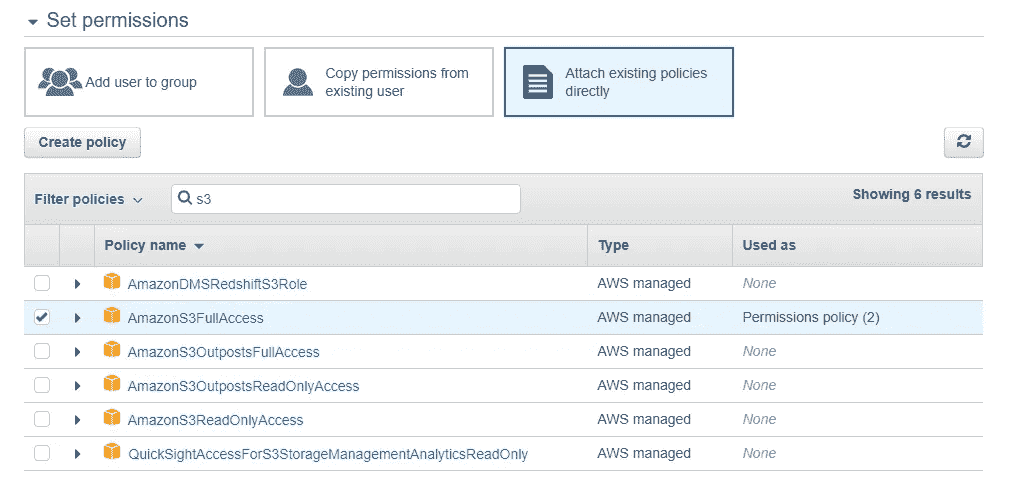 Set permissions
Add user to group
Copy permissions from
existing user
Attach existing policies
directly
Create policy
Filter policies
s3
Showing 6 results
Policy name Type Used as
AmazonDMSRedshiftS3Role AWS managed None
AmazonS3FullAccess AWS managed Permissions policy (2)
AmazonS3OutpostsFullAccess AWS managed None
AmazonS3OutpostsReadOnlyAccess AWS managed None
AmazonS3ReadOnlyAccess AWS managed None
QuickSightAccessForS3StorageManagementAnalyticsReadOnly AWS managed None